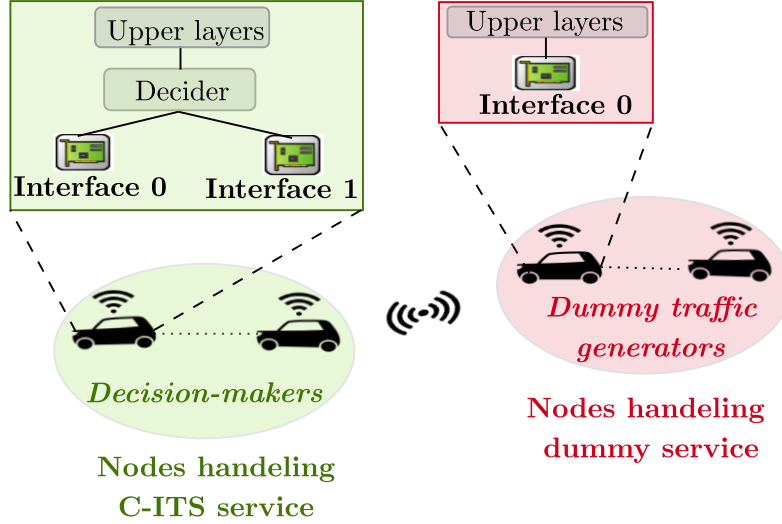 Upper layers
Decider
Interface 0
Interface 1
Upper layers
Interface 0
Decision-makers
Nodes handeling
C-ITS service
Dummy traffic
generators
Nodes handeling
dummy service